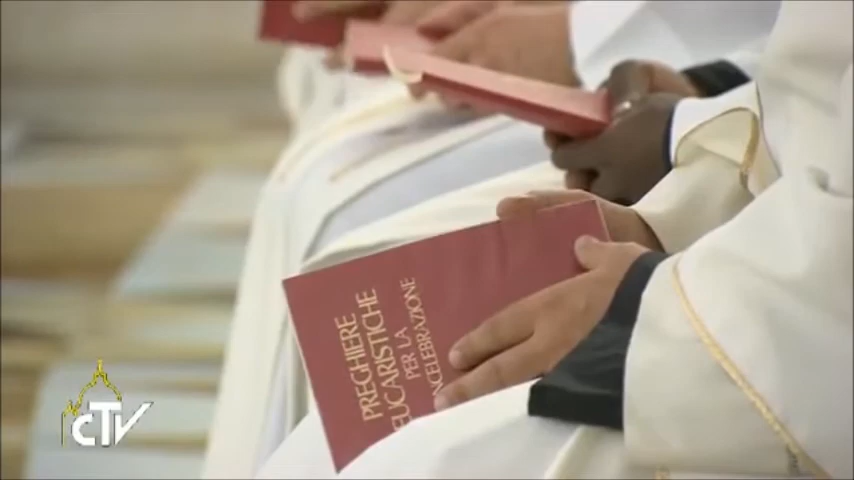 PREGHIERE
EUCARISTICHE
PER LA
CONCELEBRAZIONE
CTV